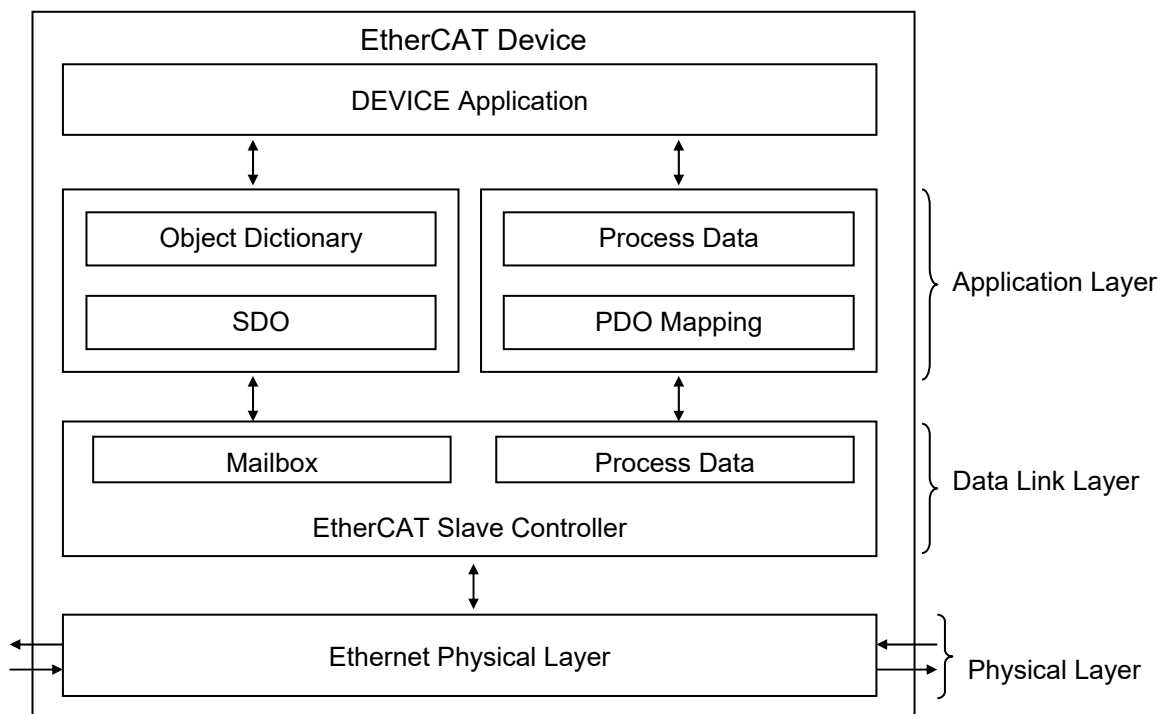 EtherCAT Device
DEVICE Application
Object Dictionary
Process Data
SDO
PDO Mapping
Application Layer
Mailbox
Process Data
EtherCAT Slave Controller
Data Link Layer
Ethernet Physical Layer
Physical Layer